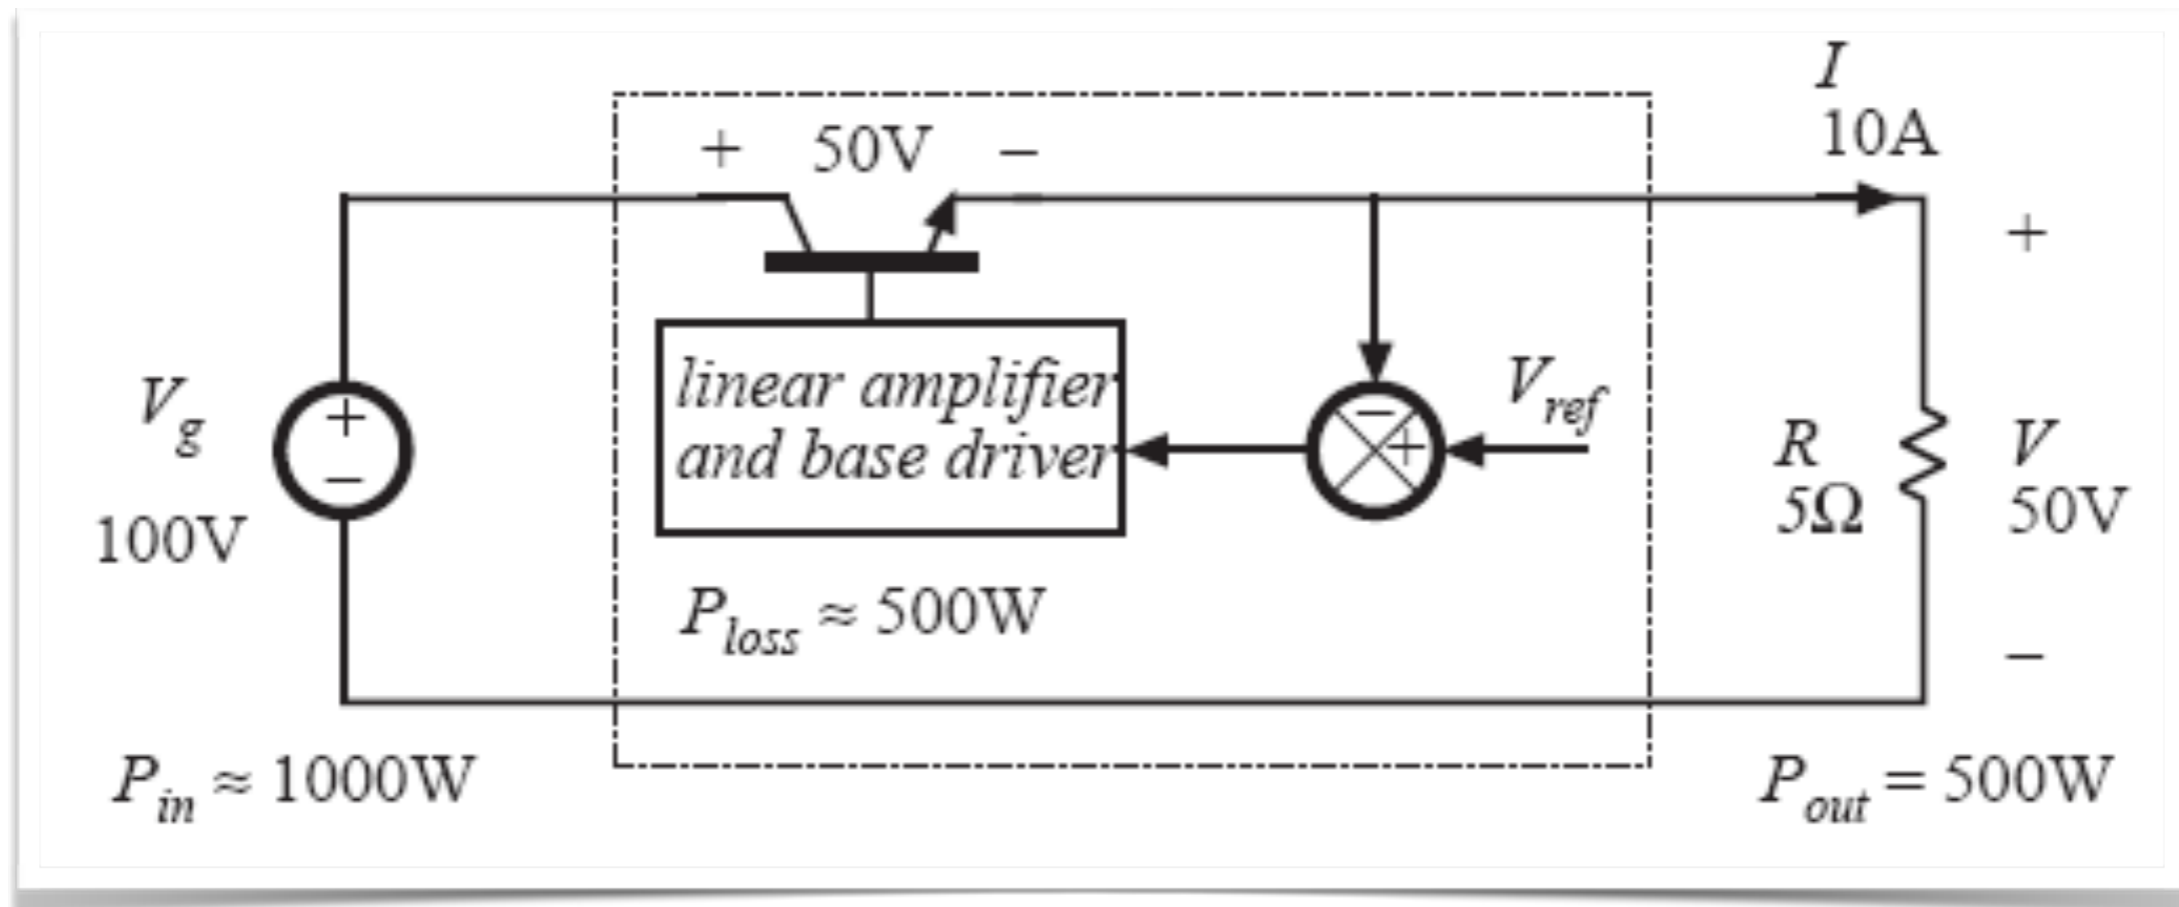 I
10A
+ 50V −
+
V_g
+
−
100V
linear amplifier
and base driver
−
+
V_ref
R
5Ω
V
50V
P_loss ≈ 500W
−
P_in ≈ 1000W
P_out = 500W